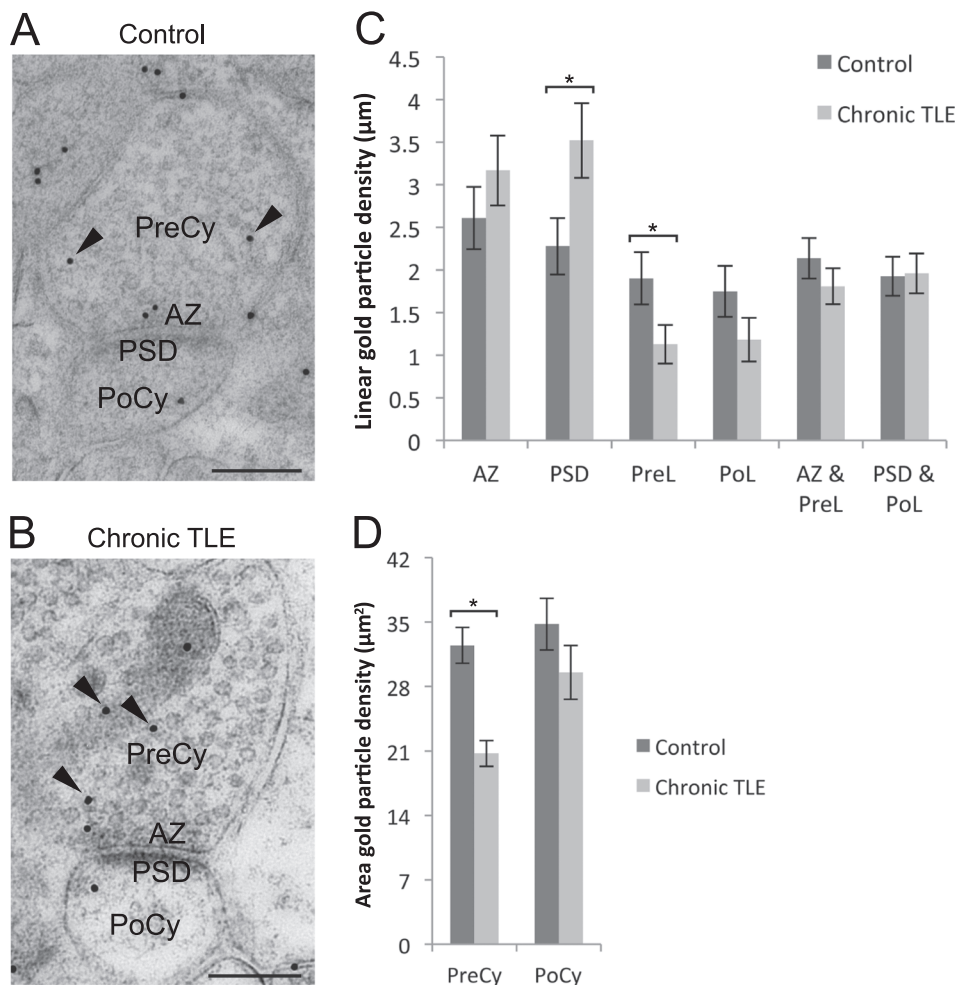 A
Control
PreCy
AZ
PSD
PoCy
B
Chronic TLE
PreCy
AZ
PSD
PoCy
C
Linear gold particle density (μm)
4.5
4
3.5
3
2.5
2
1.5
1
0.5
0
*
*
Control
Chronic TLE
AZ
PSD
PreL
PoL
AZ &
PreL
PSD &
PoL
D
Area gold particle density (μm²)
42
35
28
21
14
7
0
*
Control
Chronic TLE
PreCy
PoCy